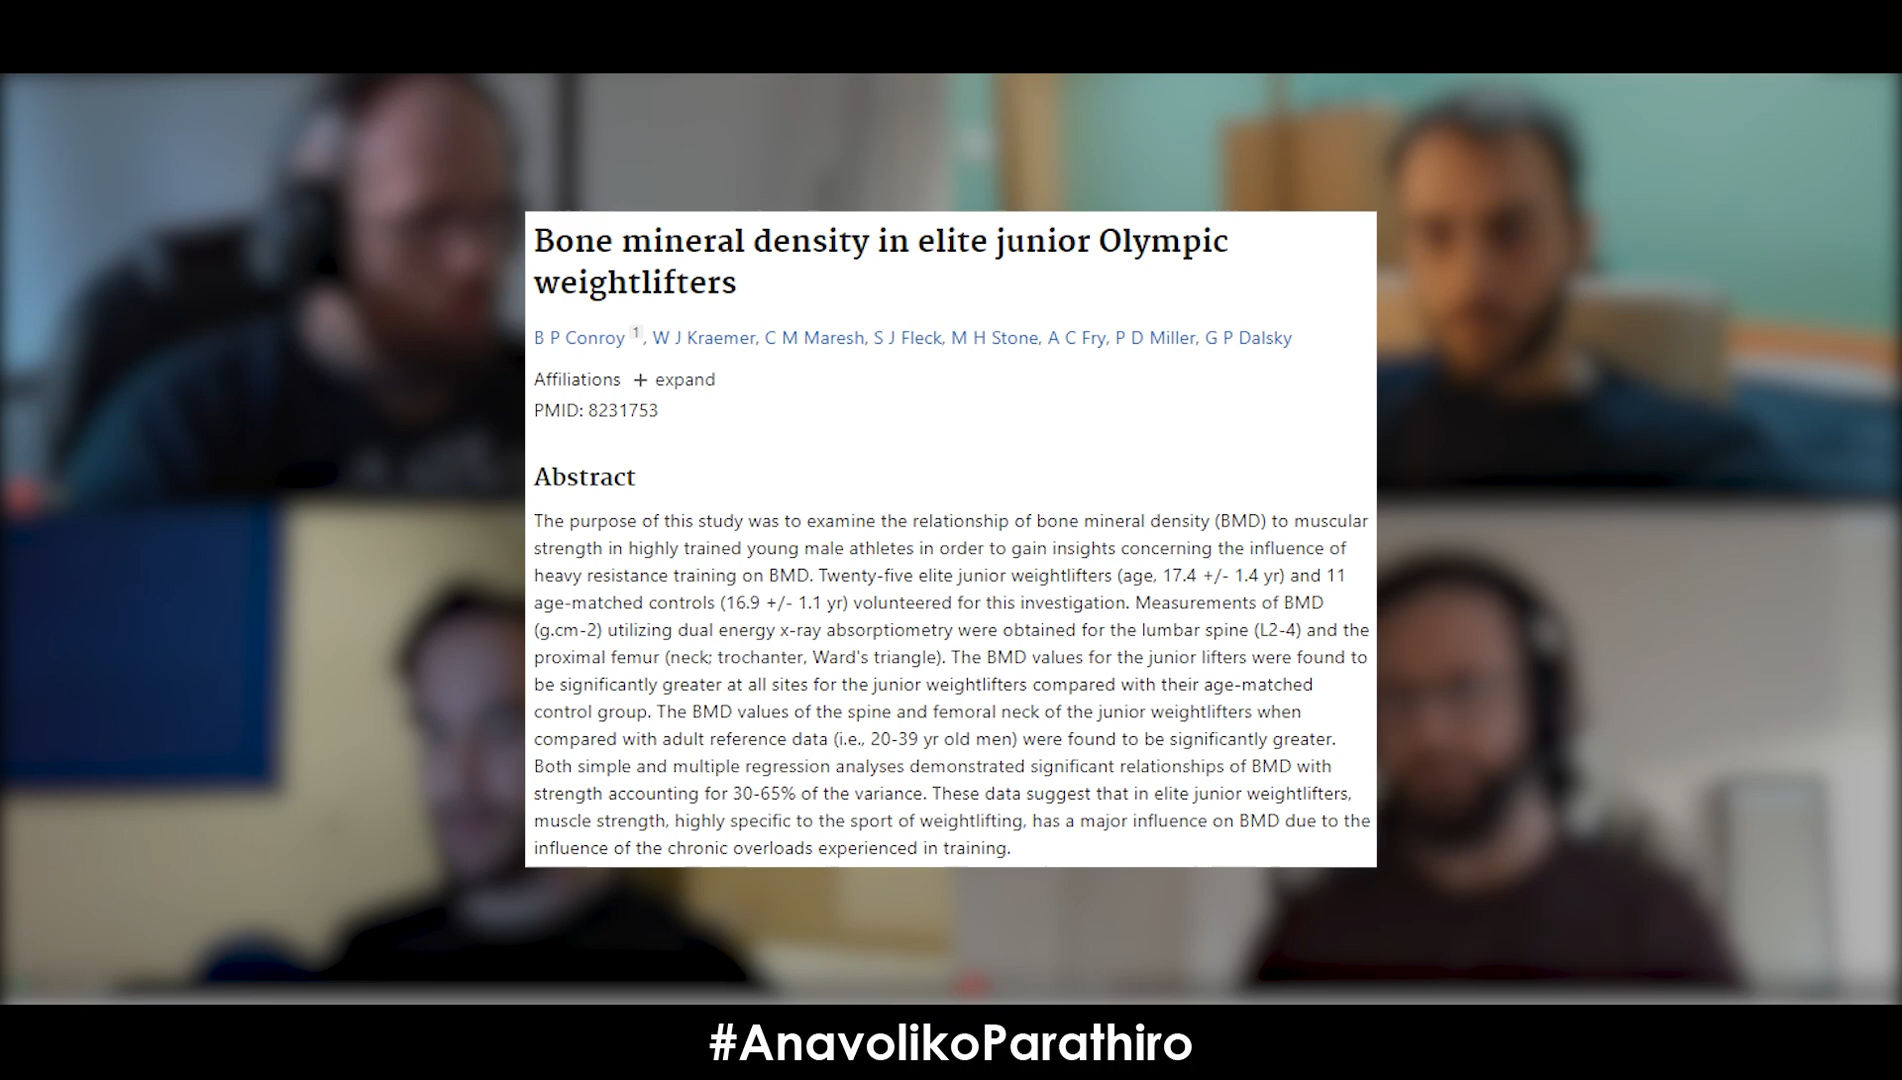 Bone mineral density in elite junior Olympic
weightlifters
B P Conroy 1, W J Kraemer, C M Maresh, S J Fleck, M H Stone, A C Fry, P D Miller, G P Dalsky
Affiliations + expand
PMID: 8231753
Abstract
The purpose of this study was to examine the relationship of bone mineral density (BMD) to muscular
strength in highly trained young male athletes in order to gain insights concerning the influence of
heavy resistance training on BMD. Twenty-five elite junior weightlifters (age, 17.4 +/- 1.4 yr) and 11
age-matched controls (16.9 +/- 1.1 yr) volunteered for this investigation. Measurements of BMD
(g.cm-2) utilizing dual energy x-ray absorptiometry were obtained for the lumbar spine (L2-4) and the
proximal femur (neck; trochanter, Ward's triangle). The BMD values for the junior lifters were found to
be significantly greater at all sites for the junior weightlifters compared with their age-matched
control group. The BMD values of the spine and femoral neck of the junior weightlifters when
compared with adult reference data (i.e., 20-39 yr old men) were found to be significantly greater.
Both simple and multiple regression analyses demonstrated significant relationships of BMD with
strength accounting for 30-65% of the variance. These data suggest that in elite junior weightlifters,
muscle strength, highly specific to the sport of weightlifting, has a major influence on BMD due to the
influence of the chronic overloads experienced in training.
#AnavolikoParathiro